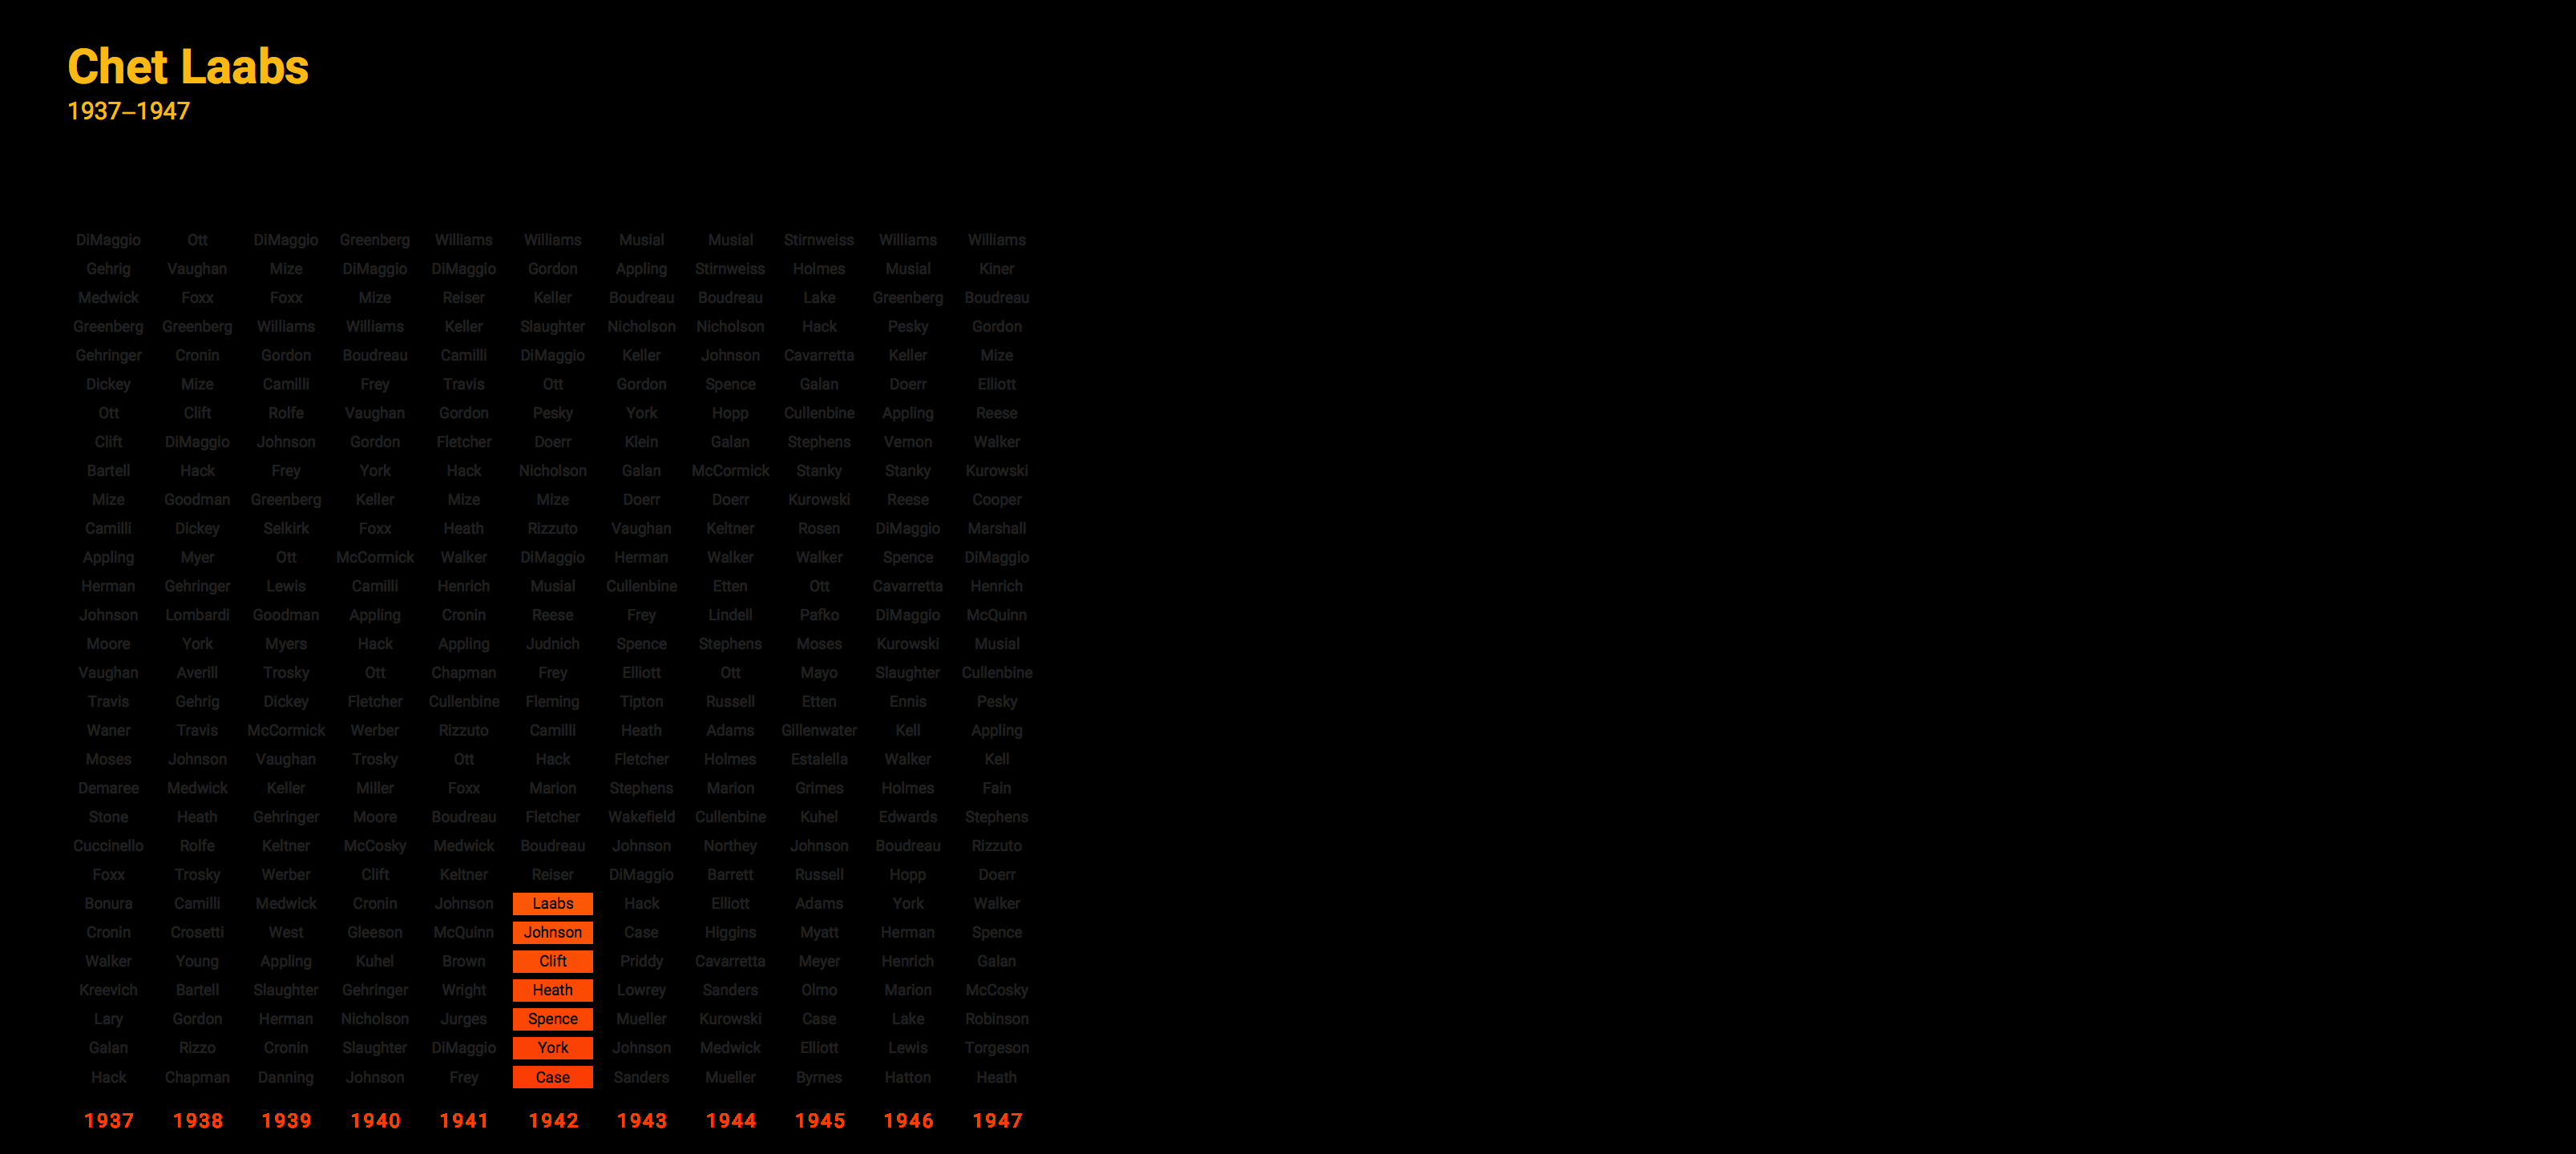 Chet Laabs
1937–1947
DiMaggio Ott DiMaggio Greenberg Williams Williams Musial Musial Stirnweiss Williams Williams
Gehrig Vaughan Mize DiMaggio DiMaggio Gordon Appling Stirnweiss Holmes Musial Kiner
Medwick Foxx Foxx Mize Reiser Keller Boudreau Boudreau Lake Greenberg Boudreau
Greenberg Greenberg Williams Williams Keller Slaughter Nicholson Nicholson Hack Pesky Gordon
Gehringer Cronin Gordon Boudreau Camilli DiMaggio Keller Johnson Cavarretta Keller Mize
Dickey Mize Camilli Frey Travis Ott Gordon Spence Galan Doerr Elliott
Ott Clift Rolfe Vaughan Gordon Pesky York Hopp Cullenbine Appling Reese
Clift DiMaggio Johnson Gordon Fletcher Doerr Klein Galan Stephens Vernon Walker
Bartell Hack Frey York Hack Nicholson Galan McCormick Stanky Stanky Kurowski
Mize Goodman Greenberg Keller Mize Mize Doerr Doerr Kurowski Reese Cooper
Camilli Dickey Selkirk Foxx Heath Rizzuto Vaughan Keltner Rosen DiMaggio Marshall
Appling Myer Ott McCormick Walker DiMaggio Herman Walker Walker Spence DiMaggio
Herman Gehringer Lewis Camilli Henrich Musial Cullenbine Etten Ott Cavarretta Henrich
Johnson Lombardi Goodman Appling Cronin Reese Frey Lindell Pafko DiMaggio McQuinn
Moore York Myers Hack Appling Judnich Spence Stephens Moses Kurowski Musial
Vaughan Averill Trosky Ott Chapman Frey Elliott Ott Mayo Slaughter Cullenbine
Travis Gehrig Dickey Fletcher Cullenbine Fleming Tipton Russell Etten Ennis Pesky
Waner Travis McCormick Werber Rizzuto Camilli Heath Adams Gillenwater Kell Appling
Moses Johnson Vaughan Trosky Ott Hack Fletcher Holmes Estalella Walker Kell
Demaree Medwick Keller Miller Foxx Marion Stephens Marion Grimes Holmes Fain
Stone Heath Gehringer Moore Boudreau Fletcher Wakefield Cullenbine Kuhel Edwards Stephens
Cuccinello Rolfe Keltner McCosky Medwick Boudreau Johnson Northey Johnson Boudreau Rizzuto
Foxx Trosky Werber Clift Keltner Reiser DiMaggio Barrett Russell Hopp Doerr
Bonura Camilli Medwick Cronin Johnson Laabs Hack Elliott Adams York Walker
Cronin Crosetti West Gleeson McQuinn Johnson Case Higgins Myatt Herman Spence
Walker Young Appling Kuhel Brown Clift Priddy Cavarretta Meyer Henrich Galan
Kreevich Bartell Slaughter Gehringer Wright Heath Lowrey Sanders Olmo Marion McCosky
Lary Gordon Herman Nicholson Jurges Spence Mueller Kurowski Case Lake Robinson
Galan Rizzo Cronin Slaughter DiMaggio York Johnson Medwick Elliott Lewis Torgeson
Hack Chapman Danning Johnson Frey Case Sanders Mueller Byrnes Hatton Heath
1937 1938 1939 1940 1941 1942 1943 1944 1945 1946 1947